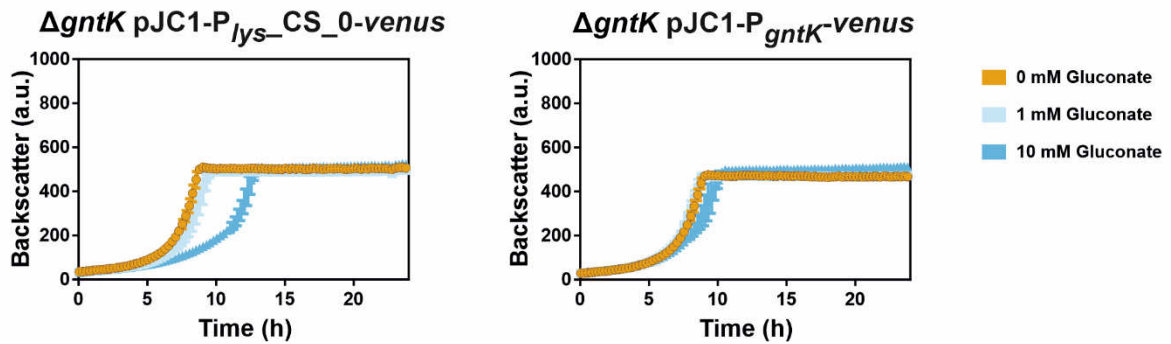 ΔgntK pJC1-Plys_CS_0-venus
1000
800
600
400
200
0
Backscatter (a.u.)
0 5 10 15 20
Time (h)
ΔgntK pJC1-PgntK-venus
1000
800
600
400
200
0
Backscatter (a.u.)
0 5 10 15 20
Time (h)
0 mM Gluconate
1 mM Gluconate
10 mM Gluconate